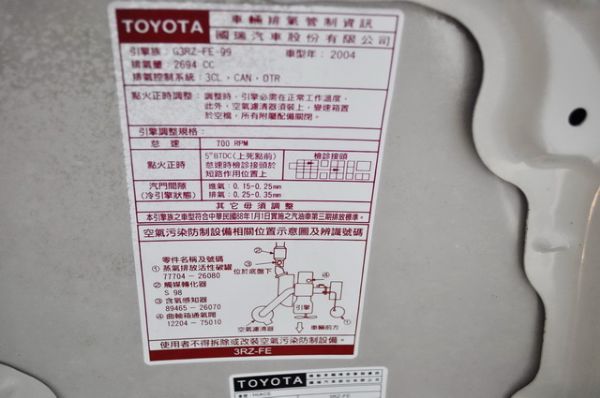 TOYOTA 車輛排氣管制資訊
國瑞汽車股份有限公司
引擎族: G3RZ-FE-99 車型年: 2004
排氣量: 2694 CC
排氣控制系統: 3CL, CAN, OTR
點火正時調整: 調整時，引擎必需在正常工作溫度，
此外，空氣濾清器須裝上，變速箱置
於空檔，所有附屬配備關閉。
引擎調整規格:
怠速 700 RPM
點火正時 5°BTDC(上死點前)
怠速時檢診接頭於
短路作用位置上
檢診接頭
汽門間隙 進氣: 0.15-0.25mm
(冷引擎狀態) 排氣: 0.25-0.35mm
其它毋須調整
本引擎族之車型符合中華民國88年1月1日實施之汽油車第三期排放標準。
空氣污染防制設備相關位置示意圖及辨識號碼
零件名稱及號碼
① 蒸氣排放活性碳罐
77704-26080
② 觸媒轉化器
S 98
③ 含氧感知器
89465-26070
④ 曲軸箱通氣閥
12204-75010
位於底盤下
引擎
空氣濾清器 車輛前方
使用者不得拆除或改裝空氣污染防制設備。
3RZ-FE
TOYOTA